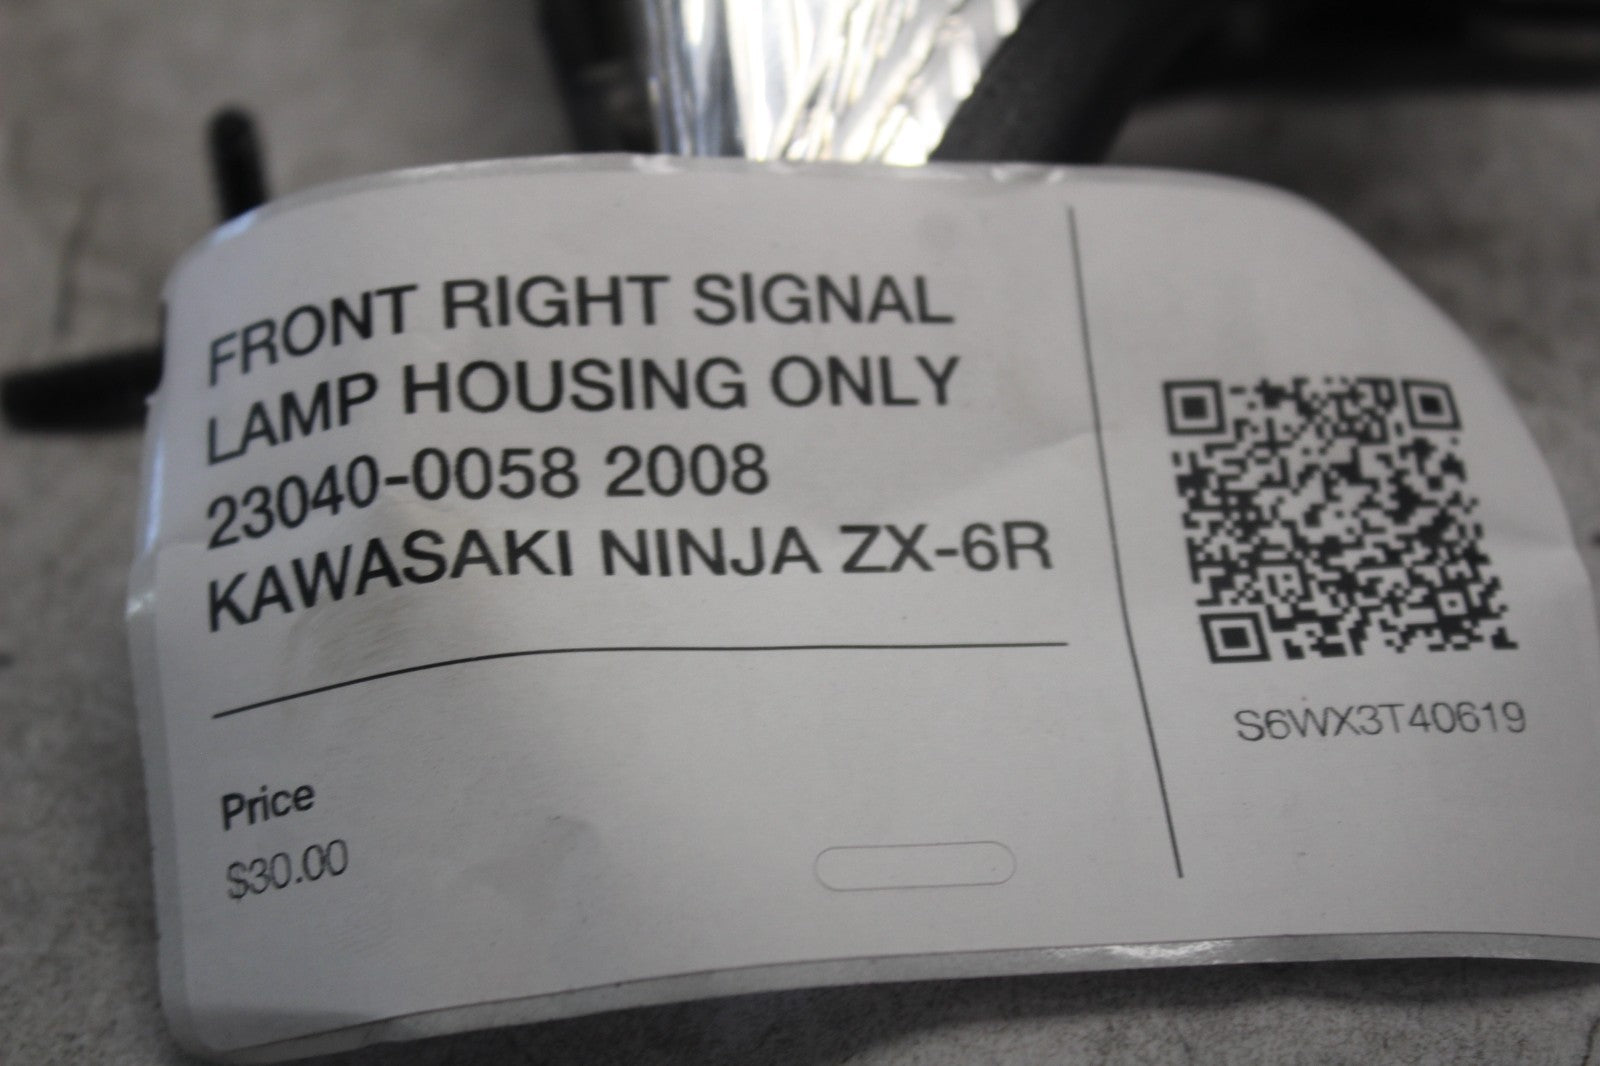 FRONT RIGHT SIGNAL
LAMP HOUSING ONLY
23040-0058 2008
KAWASAKI NINJA ZX-6R
Price
$30.00
S6WX3T40619